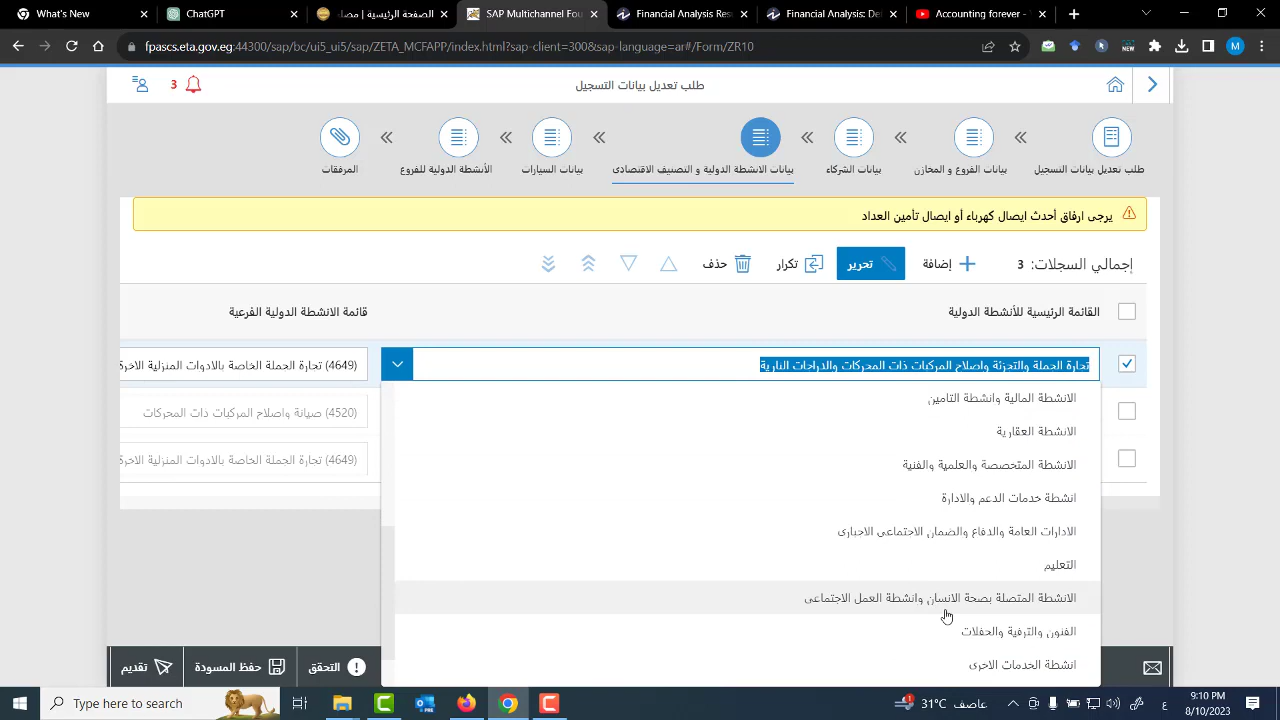 What's New
ChatGPT
الصفحة الرئيسية | مصا
SAP Multichannel Fou
Financial Analysis Res
Financial Analysis: De
Accounting forever -
fpascs.eta.gov.eg:44300/sap/bc/ui5_ui5/sap/ZETA_MCFAPP/index.html?sap-client=300&sap-language=ar#/Form/ZR10
NEW
M
طلب تعديل بيانات التسجيل
3
طلب تعديل بيانات التسجيل
بيانات الفروع و المخازن
بيانات الشركاء
بيانات الانشطة الدولية و التصنيف الاقتصادى
بيانات السيارات
الأنشطة الدولية للفروع
المرفقات
يرجى ارفاق أحدث ايصال كهرباء أو ايصال تأمين العداد
إجمالي السجلات: 3
إضافة
تحرير
تكرار
حذف
القائمة الرئيسية للأنشطة الدولية
قائمة الانشطة الدولية الفرعية
تجارة الجملة والتجزئة واصلاح المركبات ذات المحركات والدراجات النارية
(4649) تجارة الجملة الخاصة بالادوات المنزلية الاخرة
الانشطة المالية وانشطة التامين
(4520) صيانة واصلاح المركبات ذات المحركات
الانشطة العقارية
(4649) تجارة الجملة الخاصة بالادوات المنزلية الاخرة
الانشطة المتخصصة والعلمية والفنية
انشطة خدمات الدعم والادارة
الادارات العامة والدفاع والضمان الاجتماعى الاجبارى
التعليم
الانشطة المتصلة بصحة الانسان وانشطة العمل الاجتماعى
الفنون والترفية والحفلات
انشطة الخدمات الاخرى
التحقق
حفظ المسودة
تقديم
Type here to search
PRE
1
31°C عاصف
ع
9:10 PM
8/10/2023